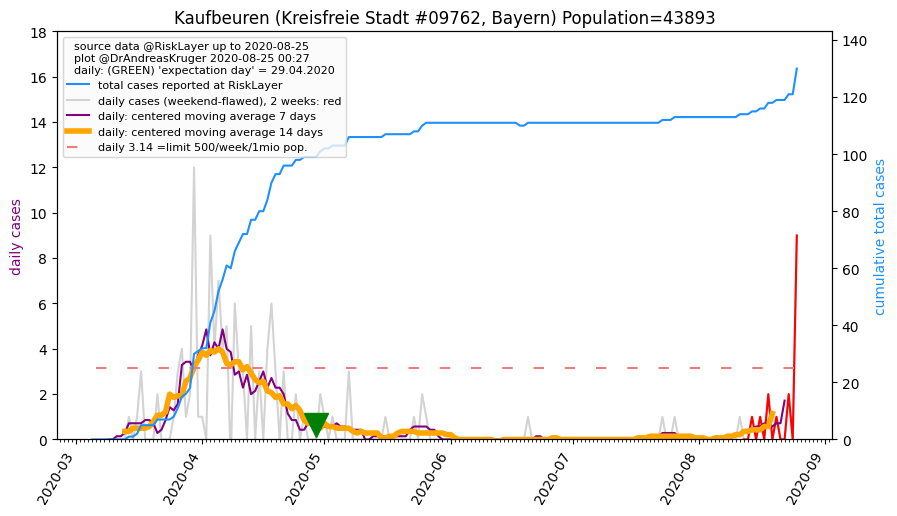 Kaufbeuren (Kreisfreie Stadt #09762, Bayern) Population=43893
source data @RiskLayer up to 2020-08-25
plot @DrAndreasKruger 2020-08-25 00:27
daily: (GREEN) 'expectation day' = 29.04.2020
total cases reported at RiskLayer
daily cases (weekend-flawed), 2 weeks: red
daily: centered moving average 7 days
daily: centered moving average 14 days
daily 3.14 =limit 500/week/1mio pop.
daily cases
18
16
14
12
10
8
6
4
2
0
140
120
100
80
60
40
20
0
cumulative total cases
2020-03
2020-04
2020-05
2020-06
2020-07
2020-08
2020-09